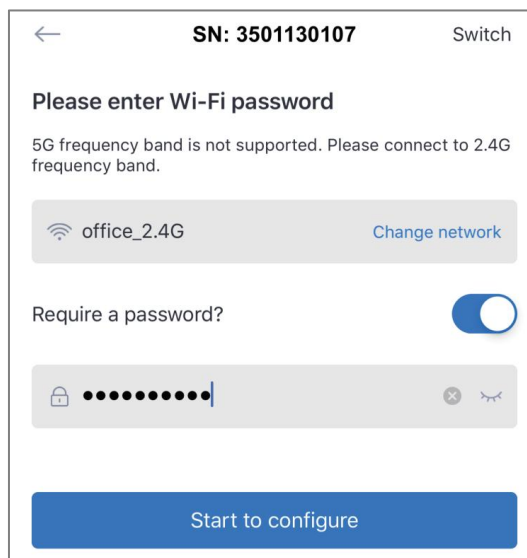 SN: 3501130107 Switch
Please enter Wi-Fi password
5G frequency band is not supported. Please connect to 2.4G
frequency band.
office_2.4G Change network
Require a password?
●●●●●●●●●●
Start to configure